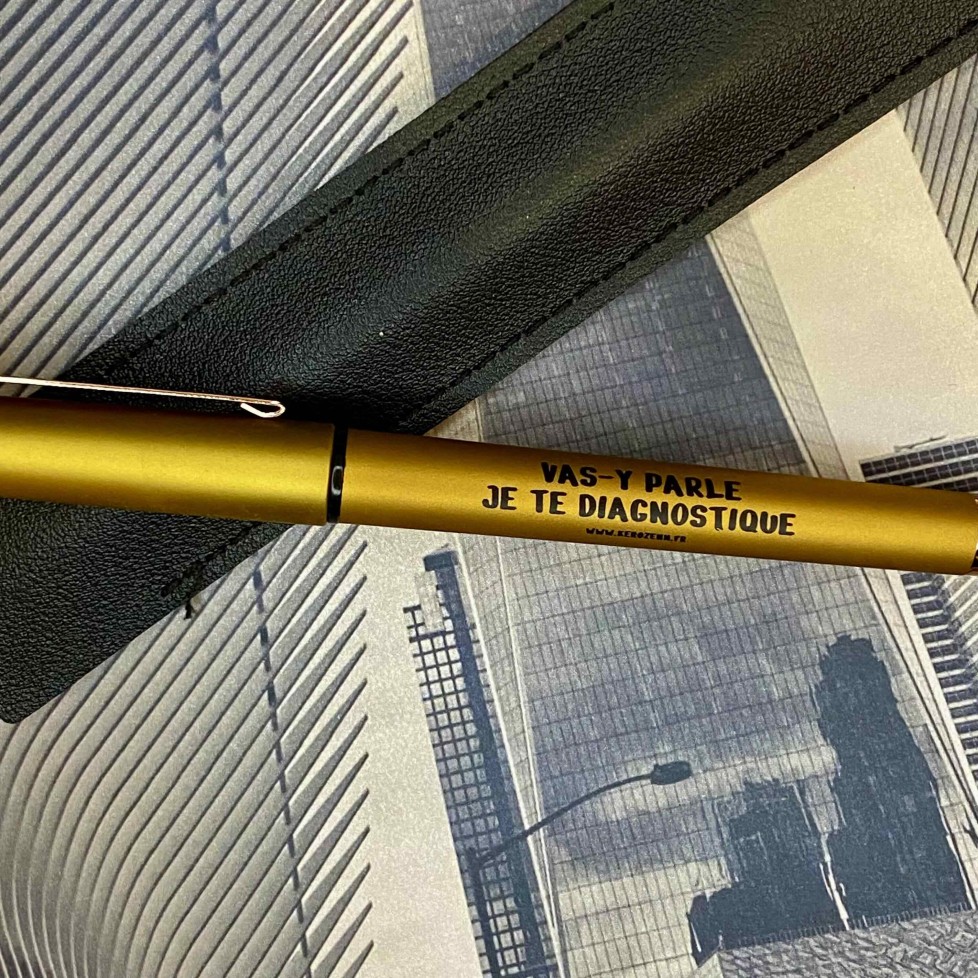 VAS-Y PARLE
JE TE DIAGNOSTIQUE
WWW.KEROZENN.FR